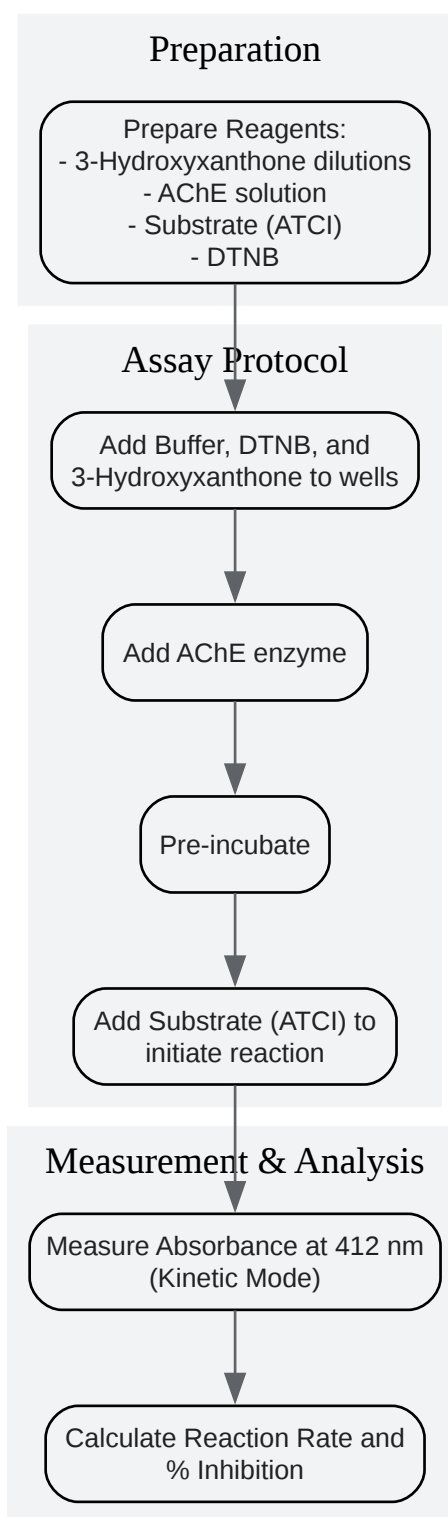 Preparation
Prepare Reagents:
- 3-Hydroxyxanthone dilutions
- AChE solution
- Substrate (ATCI)
- DTNB
Assay Protocol
Add Buffer, DTNB, and
3-Hydroxyxanthone to wells
Add AChE enzyme
Pre-incubate
Add Substrate (ATCI) to
initiate reaction
Measurement & Analysis
Measure Absorbance at 412 nm
(Kinetic Mode)
Calculate Reaction Rate and
% Inhibition